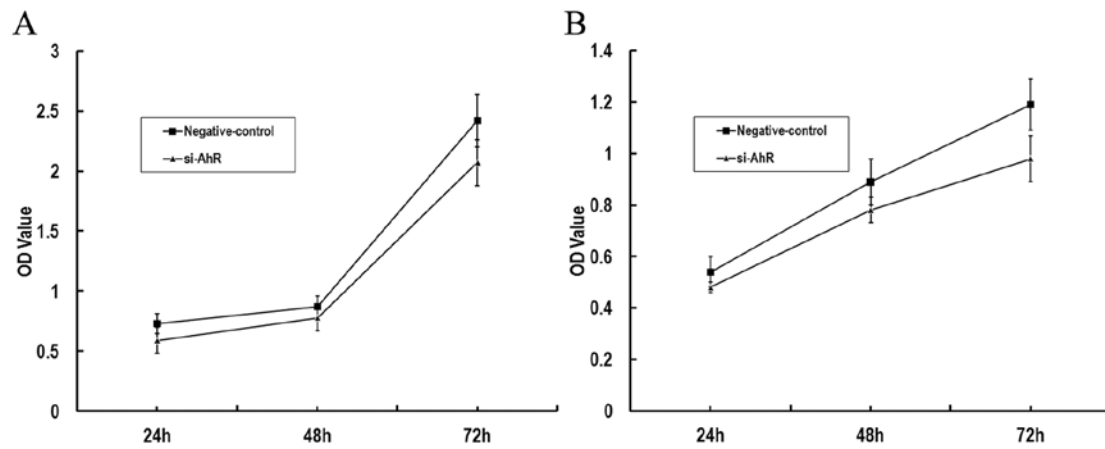 A
OD Value
3
2.5
2
1.5
1
0.5
0
Negative-control
si-AhR
24h
48h
72h
B
OD Value
1.4
1.2
1
0.8
0.6
0.4
0.2
0
Negative-control
si-AhR
24h
48h
72h